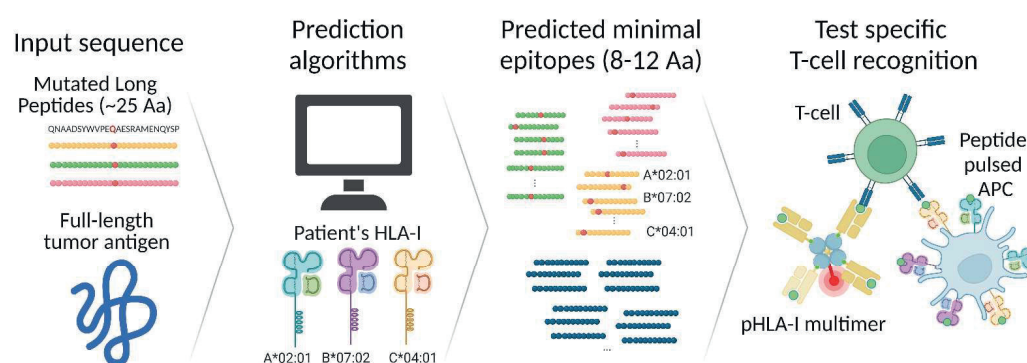 Input sequence
Mutated Long
Peptides (~25 Aa)
QNAADSYWVPEQAESRAMENQYSP
Full-length
tumor antigen
Prediction
algorithms
Patient's HLA-I
A*02:01
B*07:02
C*04:01
Predicted minimal
epitopes (8-12 Aa)
A*02:01
B*07:02
C*04:01
...
Test specific
T-cell recognition
T-cell
Peptide
pulsed
APC
pHLA-I multimer